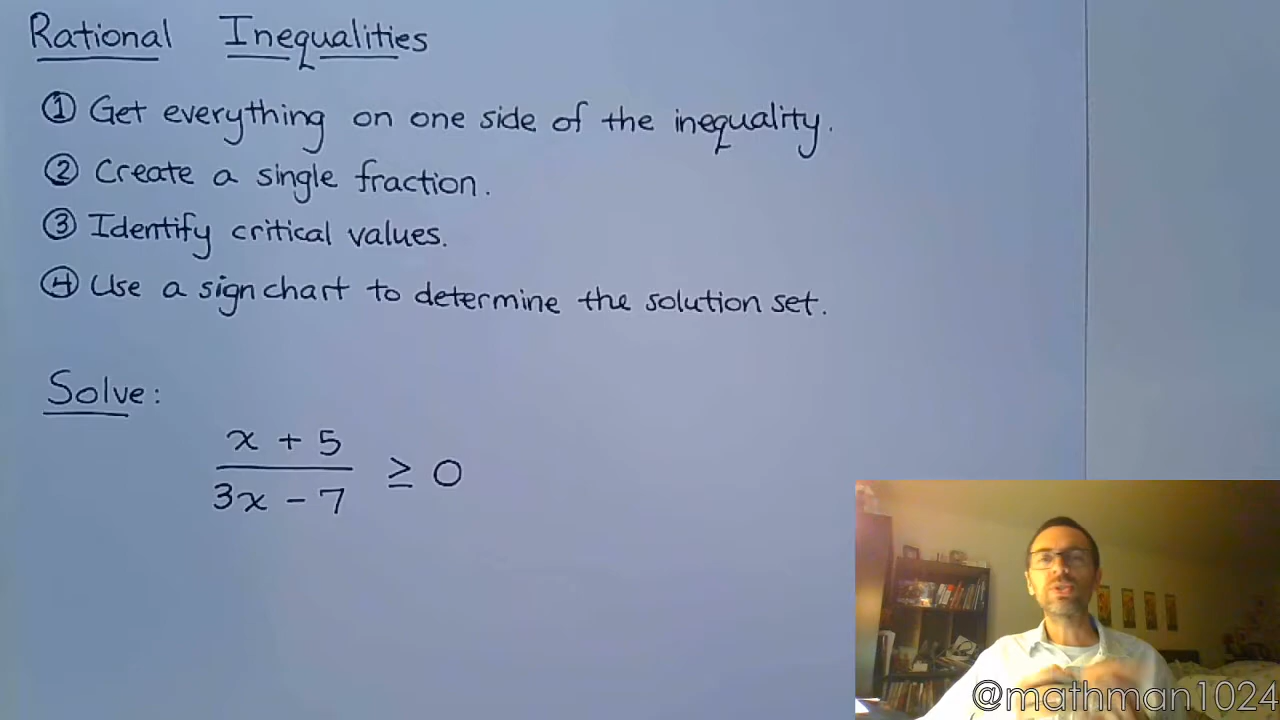 Rational Inequalities
① Get everything on one side of the inequality.
② Create a single fraction.
③ Identify critical values.
④ Use a sign chart to determine the solution set.
Solve:
x + 5
3x - 7
≥ 0
@mathman1024